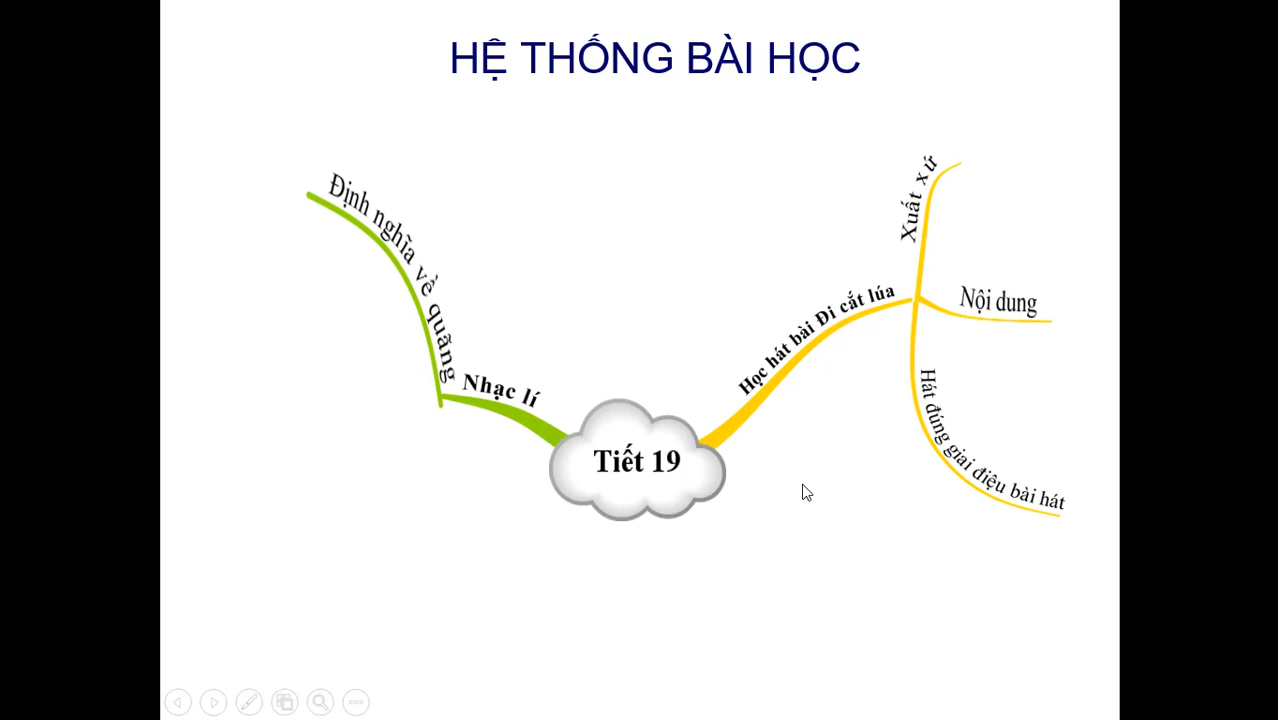 HỆ THỐNG BÀI HỌC
Định nghĩa về quãng
Nhạc lí
Tiết 19
Học hát bài Đi cắt lúa
Xuất xứ
Nội dung
Hát đúng giai điệu bài hát